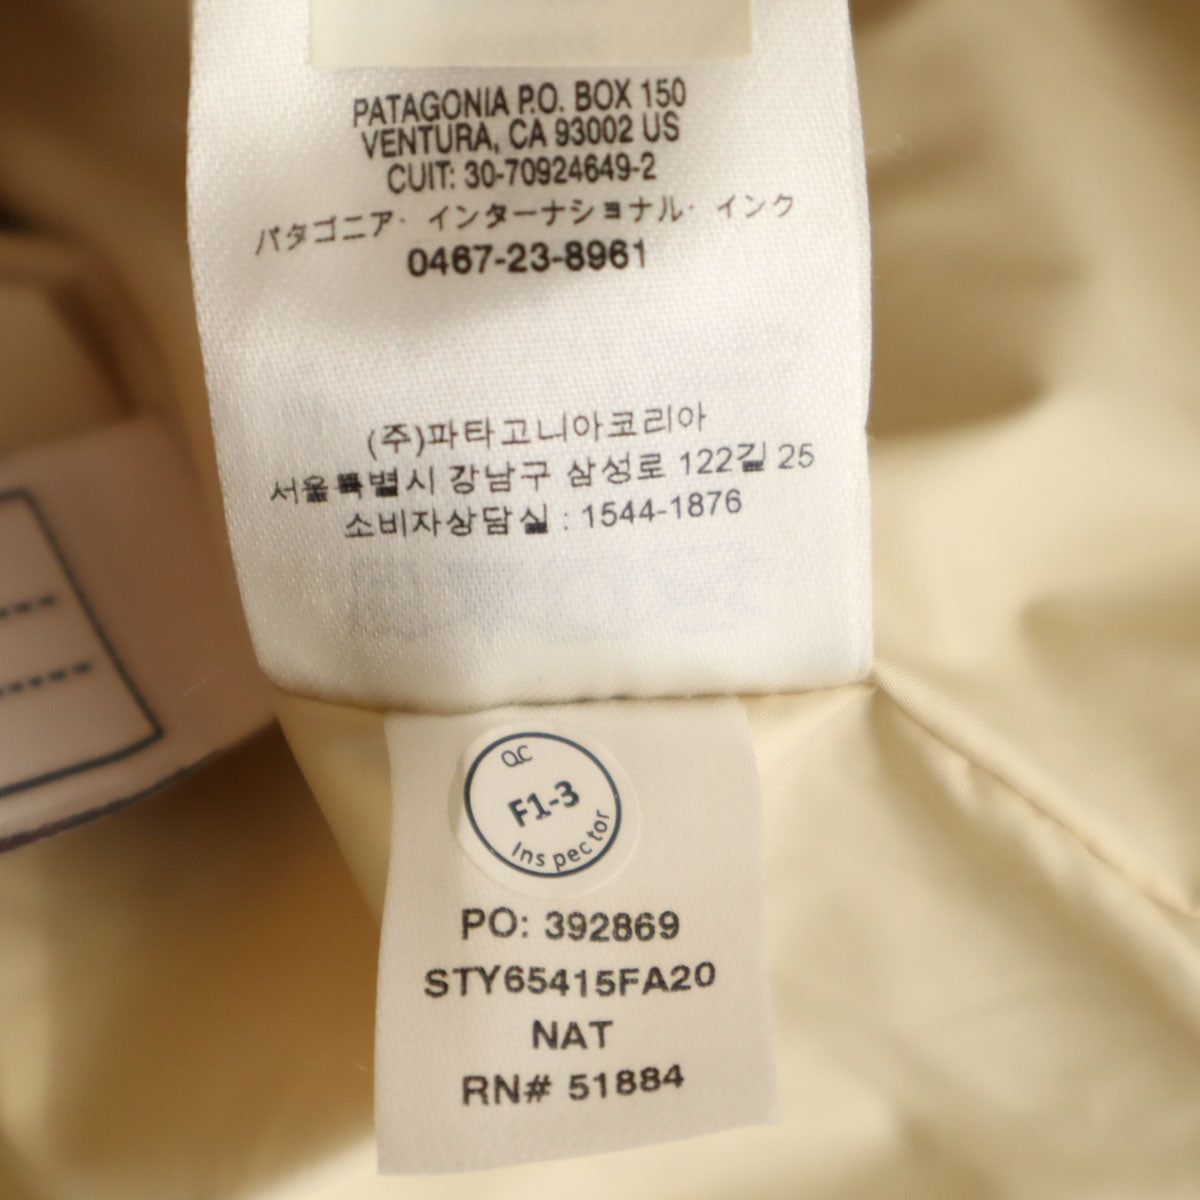 PATAGONIA P.O. BOX 150
VENTURA, CA 93002 US
CUIT: 30-70924649-2
パタゴニア・インターナショナル・インク
0467-23-8961
(주)파타고니아코리아
서울특별시 강남구 삼성로 122길 25
소비자상담실 : 1544-1876
QC
F1-3
Inspector
PO: 392869
STY65415FA20
NAT
RN# 51884